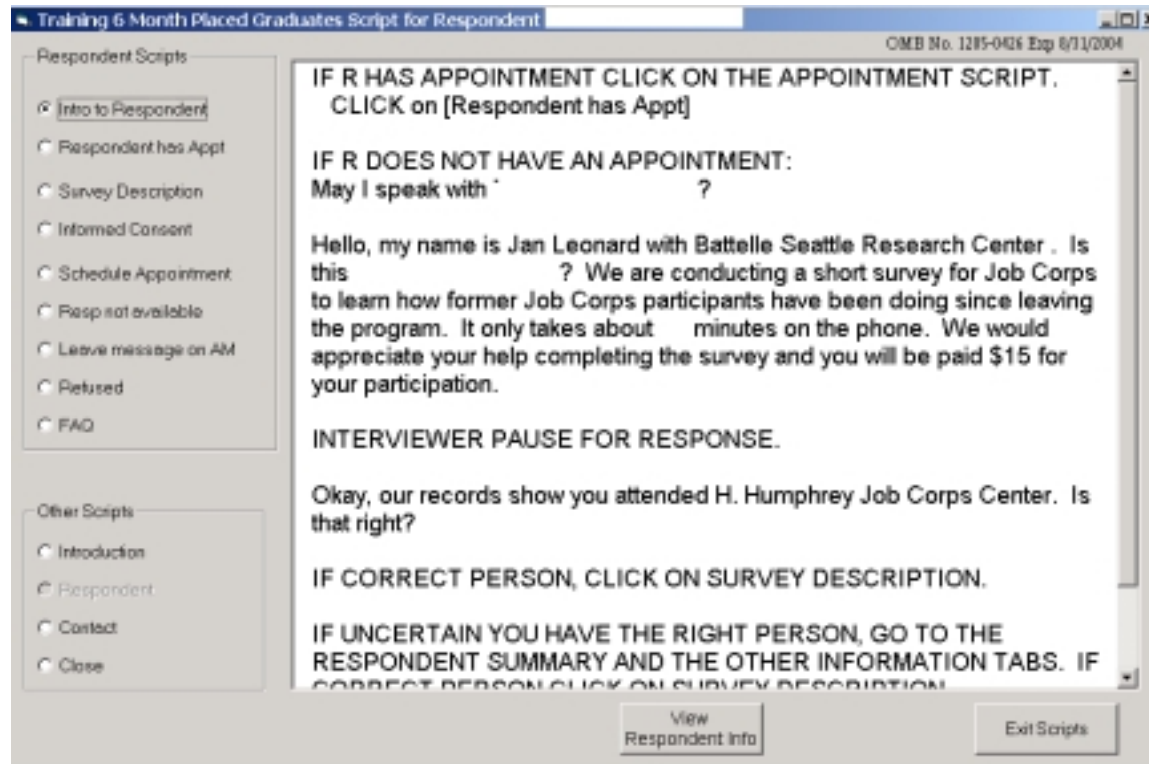 Training 6 Month Placed Graduates Script for Respondent
OMB No. 1205-0426 Exp 8/31/2004
Respondent Scripts
Intro to Respondent
Respondent has Appt
Survey Description
Informed Consent
Schedule Appointment
Resp not available
Leave message on AM
Refused
FAQ
Other Scripts
Introduction
Respondent
Contact
Close
IF R HAS APPOINTMENT CLICK ON THE APPOINTMENT SCRIPT.
CLICK on [Respondent has Appt]
IF R DOES NOT HAVE AN APPOINTMENT:
May I speak with ?
Hello, my name is Jan Leonard with Battelle Seattle Research Center . Is
this ? We are conducting a short survey for Job Corps
to learn how former Job Corps participants have been doing since leaving
the program. It only takes about minutes on the phone. We would
appreciate your help completing the survey and you will be paid $15 for
your participation.
INTERVIEWER PAUSE FOR RESPONSE.
Okay, our records show you attended H. Humphrey Job Corps Center. Is
that right?
IF CORRECT PERSON, CLICK ON SURVEY DESCRIPTION.
IF UNCERTAIN YOU HAVE THE RIGHT PERSON, GO TO THE
RESPONDENT SUMMARY AND THE OTHER INFORMATION TABS. IF
CORRECT PERSON CLICK ON SURVEY DESCRIPTION
View
Respondent Info
Exit Scripts